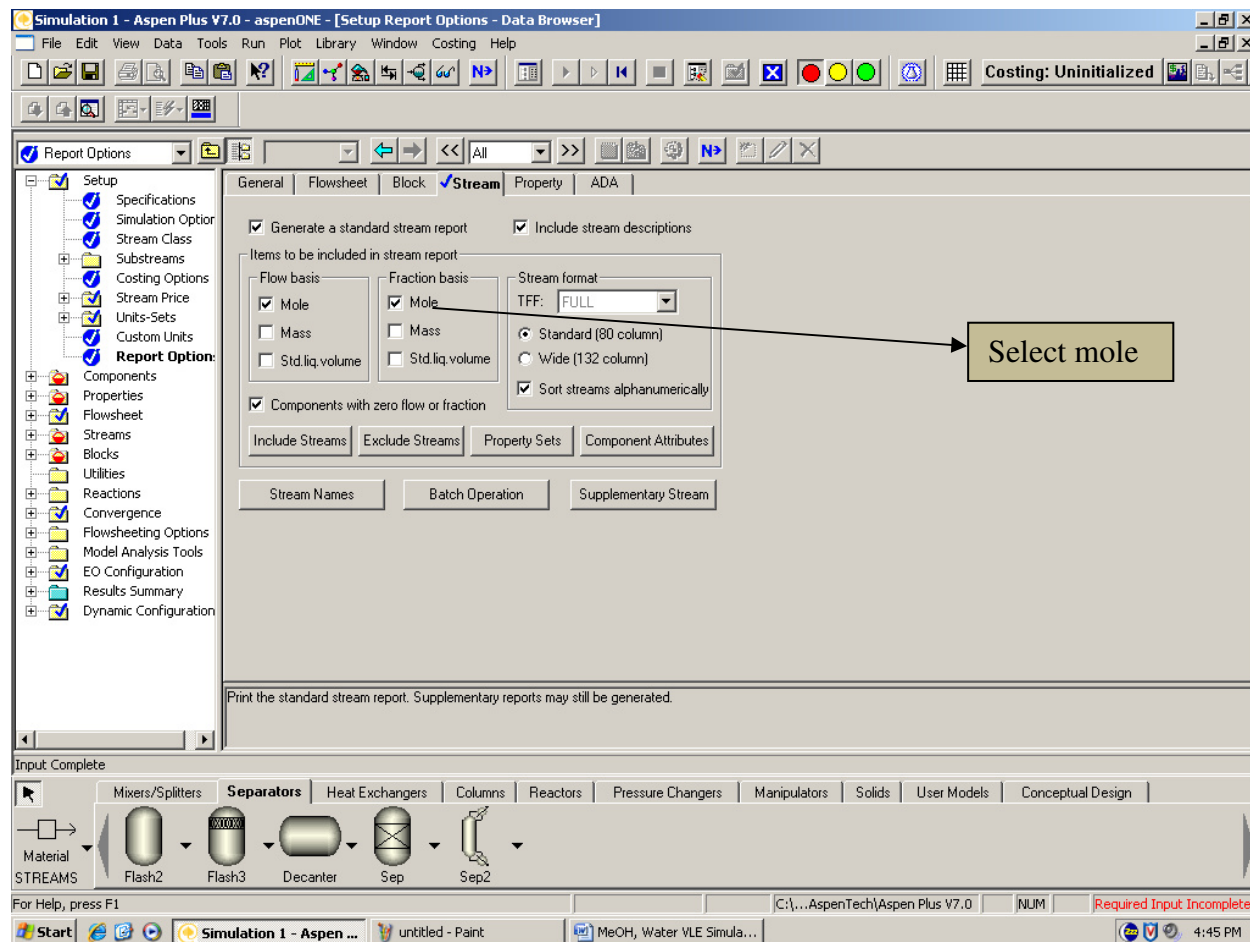 Simulation 1 - Aspen Plus V7.0 - aspenONE - [Setup Report Options - Data Browser]
File Edit View Data Tools Run Plot Library Window Costing Help
N> Costing: Uninitialized
Report Options << All >> N>
Setup
Specifications
Simulation Option
Stream Class
Substreams
Costing Options
Stream Price
Units-Sets
Custom Units
Report Option
Components
Properties
Flowsheet
Streams
Blocks
Utilities
Reactions
Convergence
Flowsheeting Options
Model Analysis Tools
EO Configuration
Results Summary
Dynamic Configuration
General Flowsheet Block Stream Property ADA
Generate a standard stream report Include stream descriptions
Items to be included in stream report
Flow basis
Mole
Mass
Std.liq.volume
Fraction basis
Mole
Mass
Std.liq.volume
Stream format
TFF: FULL
Standard (80 column)
Wide (132 column)
Sort streams alphanumerically
Components with zero flow or fraction
Include Streams Exclude Streams Property Sets Component Attributes
Stream Names Batch Operation Supplementary Stream
Select mole
Print the standard stream report. Supplementary reports may still be generated.
Input Complete
Mixers/Splitters Separators Heat Exchangers Columns Reactors Pressure Changers Manipulators Solids User Models Conceptual Design
Material
STREAMS Flash2 Flash3 Decanter Sep Sep2
For Help, press F1 C:\...AspenTech\Aspen Plus V7.0 NUM Required Input Incomplete
Start Simulation 1 - Aspen ... untitled - Paint MeOH, Water VLE Simula... 4:45 PM